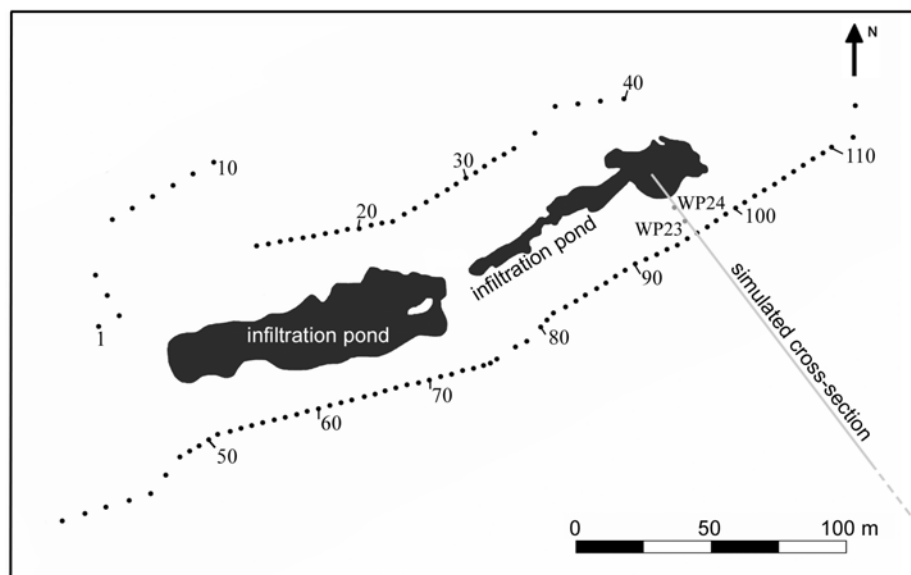 N
40
10
30
110
20
WP24
100
WP23
infiltration pond
90
simulated cross-section
1
infiltration pond
80
70
60
50
0 50 100 m